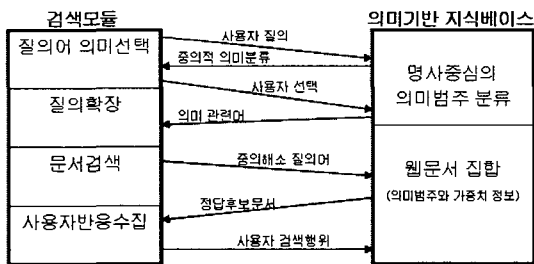 검색모듈
의미기반 지식베이스
질의어 의미선택
질의확장
문서검색
사용자반응수집
사용자 질의
중의적 의미분류
사용자 선택
의미 관련어
중의해소 질의어
정답후보문서
사용자 검색행위
명사중심의
의미범주 분류
웹문서 집합
(의미범주와 가중치 정보)